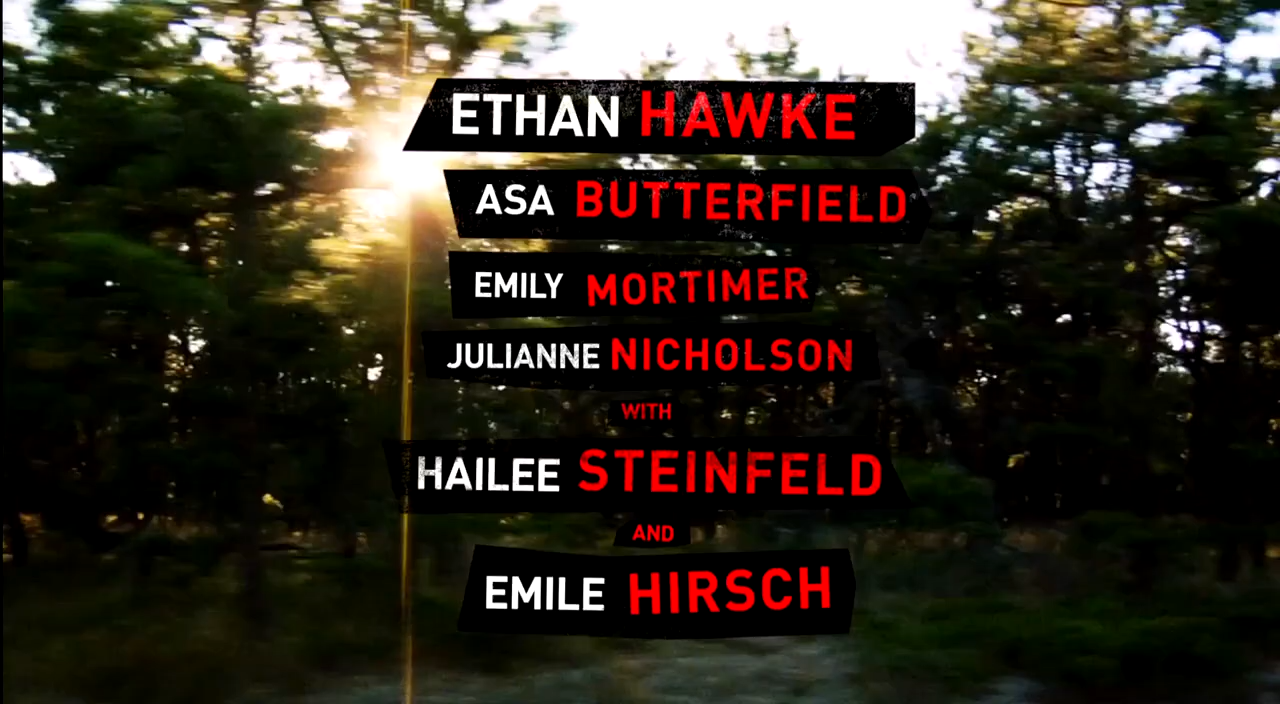 ETHAN HAWKE
ASA BUTTERFIELD
EMILY MORTIMER
JULIANNE NICHOLSON
WITH
HAILEE STEINFELD
AND
EMILE HIRSCH